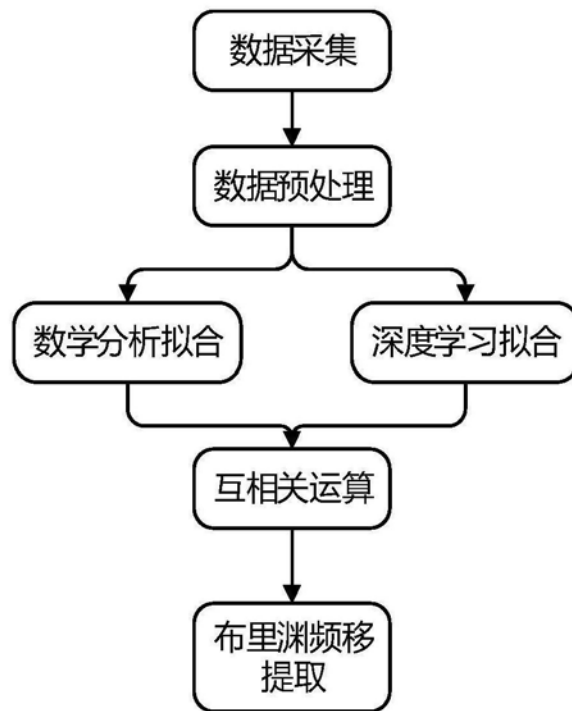 数据采集
数据预处理
数学分析拟合
深度学习拟合
互相关运算
布里渊频移
提取